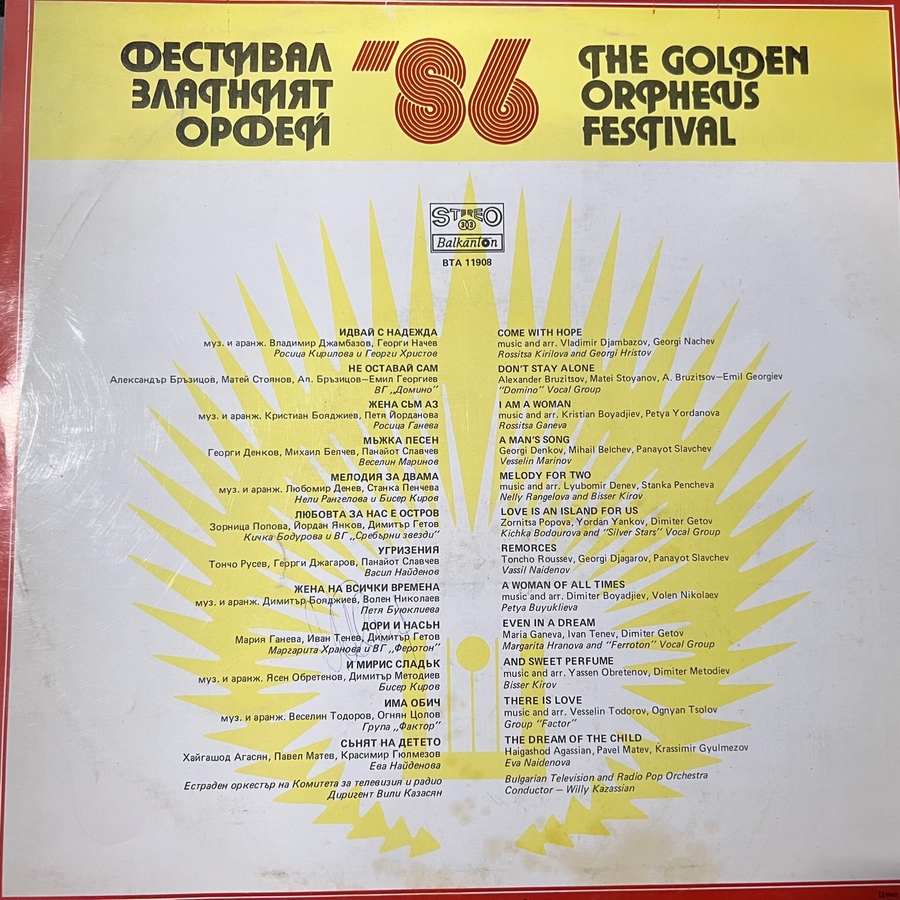 ФЕСТИВАЛ
ЗЛАТНИЯТ
ОРФЕЙ
'86
THE GOLDEN
ORPHEUS
FESTIVAL
STEREO
33
Balkanton
ВТА 11908
ИДВАЙ С НАДЕЖДА
муз. и аранж. Владимир Джамбазов, Георги Начев
Росица Кирилова и Георги Христов
НЕ ОСТАВАЙ САМ
Александър Бръзицов, Матей Стоянов, Ал. Бръзицов—Емил Георгиев
ВГ „Домино"
ЖЕНА СЪМ АЗ
муз. и аранж. Кристиан Бояджиев, Петя Йорданова
Росица Ганева
МЪЖКА ПЕСЕН
Георги Денков, Михаил Белчев, Панайот Славчев
Веселин Маринов
МЕЛОДИЯ ЗА ДВАМА
муз. и аранж. Любомир Денев, Станка Пенчева
Нели Рангелова и Бисер Киров
ЛЮБОВТА ЗА НАС Е ОСТРОВ
Зорница Попова, Йордан Янков, Димитър Гетов
Кичка Бодурова и ВГ „Сребърни звезди"
УГРИЗЕНИЯ
Тончо Русев, Георги Джагаров, Панайот Славчев
Васил Найденов
ЖЕНА НА ВСИЧКИ ВРЕМЕНА
муз. и аранж. Димитър Бояджиев, Волен Николаев
Петя Буюклиева
ДОРИ И НАСЪН
Мария Ганева, Иван Тенев, Димитър Гетов
Маргарита Хранова и ВГ „Феротон"
И МИРИС СЛАДЪК
муз. и аранж. Ясен Обретенов, Димитър Методиев
Бисер Киров
ИМА ОБИЧ
муз. и аранж. Веселин Тодоров, Огнян Цолов
Група „Фактор"
СЪНЯТ НА ДЕТЕТО
Хайгашод Агасян, Павел Матев, Красимир Гюлмезов
Ева Найденова
Естраден оркестър на Комитета за телевизия и радио
Диригент Вили Казасян
COME WITH HOPE
music and arr. Vladimir Djambazov, Georgi Nachev
Rossitsa Kirilova and Georgi Hristov
DON'T STAY ALONE
Alexander Bruzitsov, Matei Stoyanov, A. Bruzitsov—Emil Georgiev
"Domino" Vocal Group
I AM A WOMAN
music and arr. Kristian Boyadjiev, Petya Yordanova
Rossitsa Ganeva
A MAN'S SONG
Georgi Denkov, Mihail Belchev, Panayot Slavchev
Vesselin Marinov
MELODY FOR TWO
music and arr. Lyubomir Denev, Stanka Pencheva
Nelly Rangelova and Bisser Kirov
LOVE IS AN ISLAND FOR US
Zornitsa Popova, Yordan Yankov, Dimiter Getov
Kichka Bodourova and "Silver Stars" Vocal Group
REMORCES
Toncho Roussev, Georgi Djagarov, Panayot Slavchev
Vassil Naidenov
A WOMAN OF ALL TIMES
music and arr. Dimiter Boyadjiev, Volen Nikolaev
Petya Buyuklieva
EVEN IN A DREAM
Maria Ganeva, Ivan Tenev, Dimiter Getov
Margarita Hranova and "Ferroton" Vocal Group
AND SWEET PERFUME
music and arr. Yassen Obretenov, Dimiter Metodiev
Bisser Kirov
THERE IS LOVE
music and arr. Vesselin Todorov, Ognyan Tsolov
Group "Factor"
THE DREAM OF THE CHILD
Haigashod Agassian, Pavel Matev, Krassimir Gyulmezov
Eva Naidenova
Bulgarian Television and Radio Pop Orchestra
Conductor — Willy Kazassian